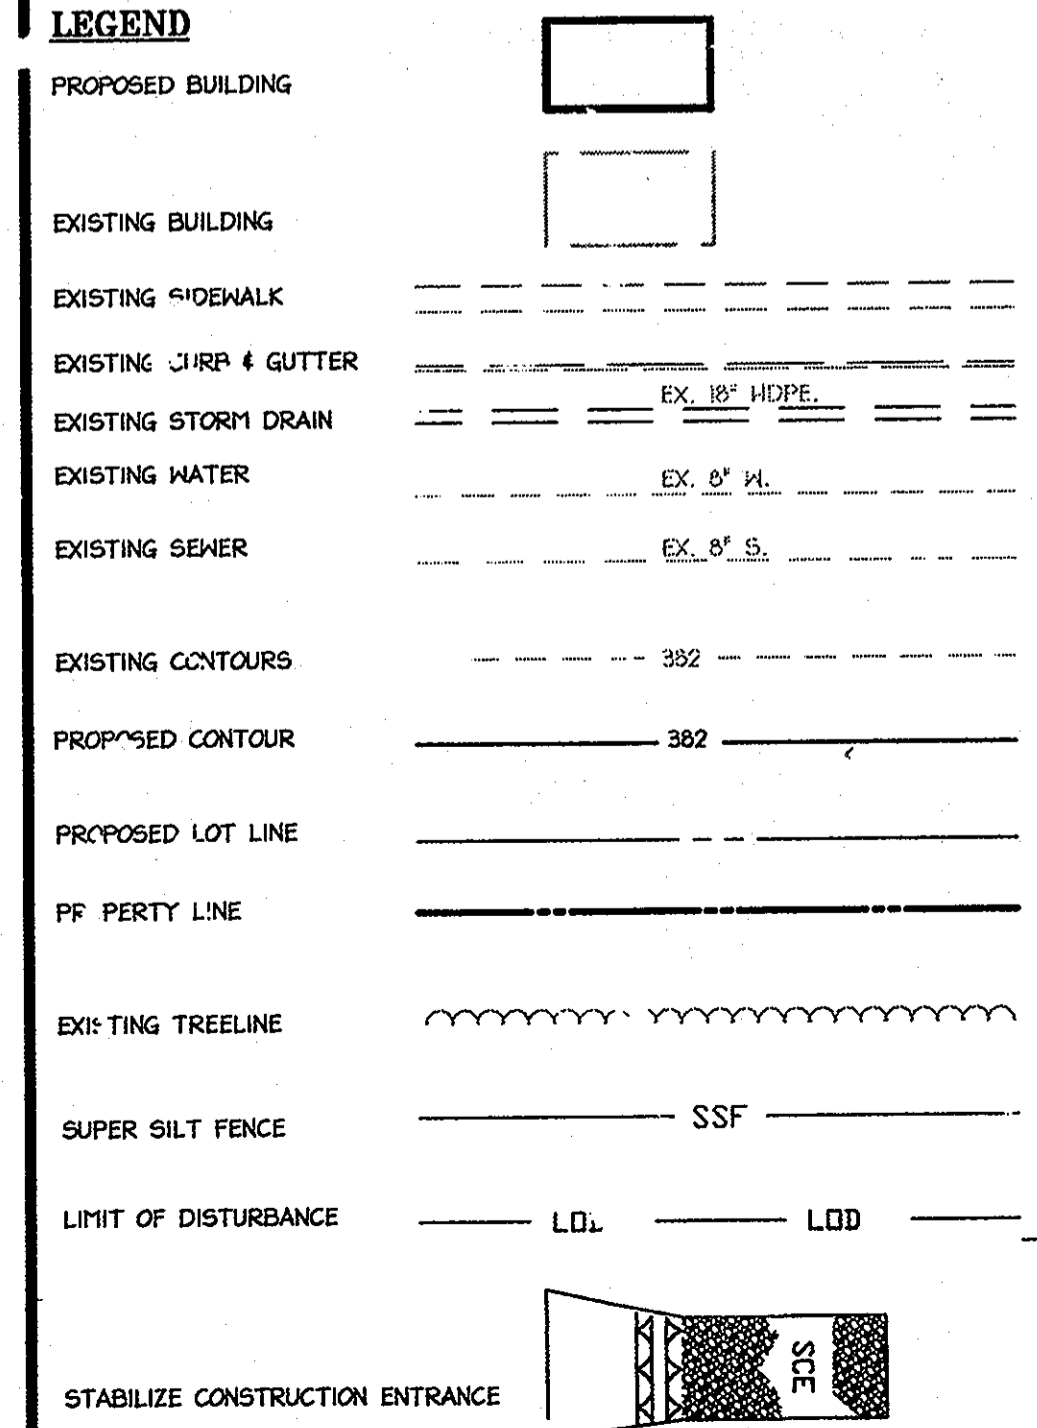 LEGEND
PROPOSED BUILDING
EXISTING BUILDING
EXISTING SIDEWALK
EXISTING CURB & GUTTER
EX. 18" HDPE.
EXISTING STORM DRAIN
EXISTING WATER EX. 8" W.
EXISTING SEWER EX. 8" S.
EXISTING CONTOURS 382
PROPOSED CONTOUR 382
PROPOSED LOT LINE
PROPERTY LINE
EXISTING TREELINE
SUPER SILT FENCE SSF
LIMIT OF DISTURBANCE LOD LOD
SCE
STABILIZE CONSTRUCTION ENTRANCE